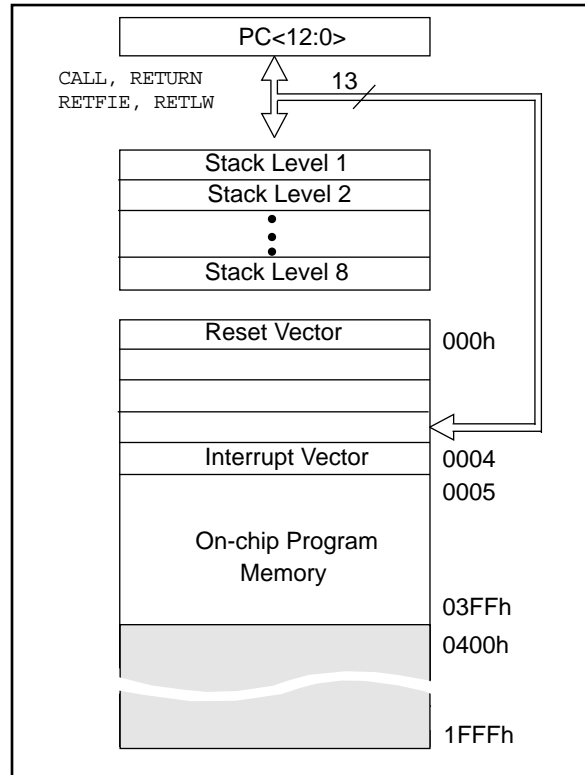 PC<12:0>
CALL, RETURN
RETFIE, RETLW
13
Stack Level 1
Stack Level 2
Stack Level 8
Reset Vector
000h
Interrupt Vector
0004
0005
On-chip Program
Memory
03FFh
0400h
1FFFh